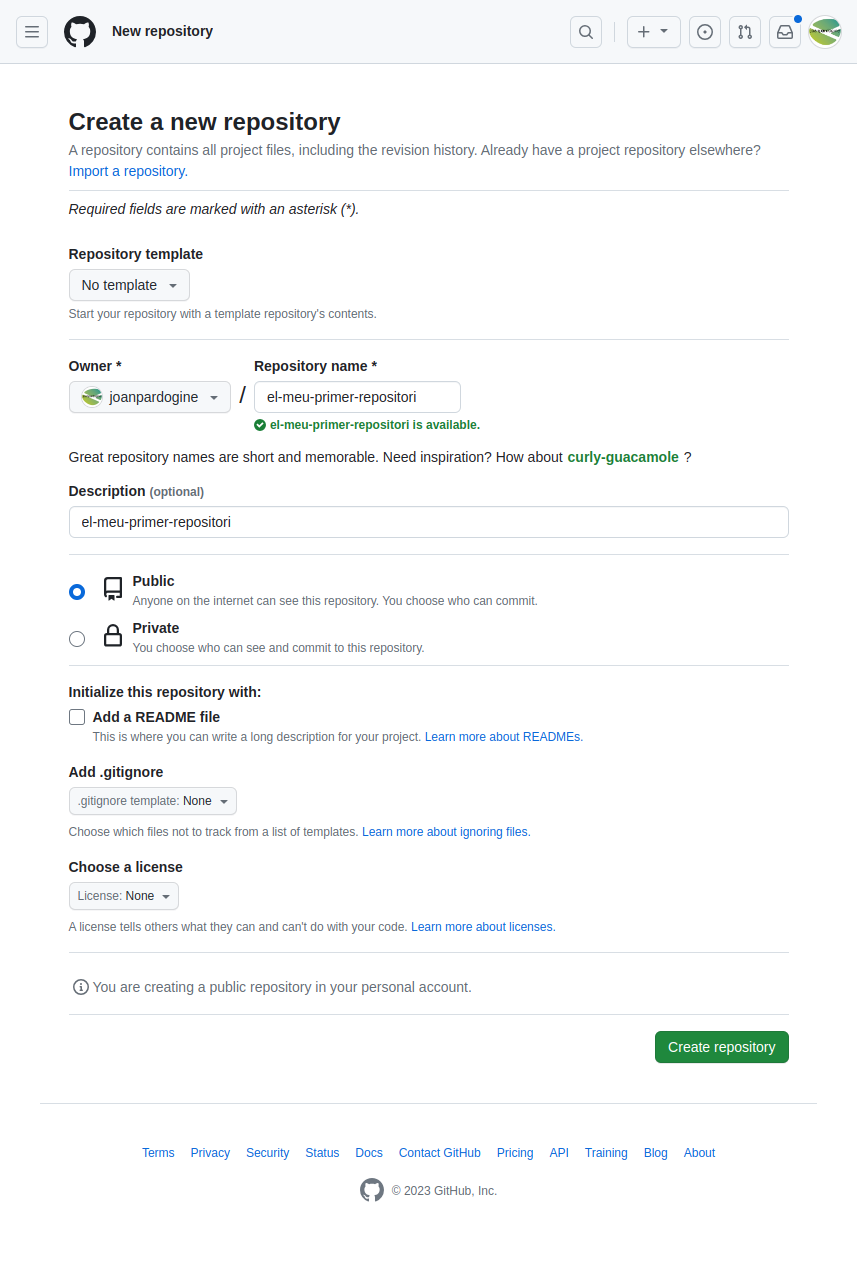 New repository
Create a new repository
A repository contains all project files, including the revision history. Already have a project repository elsewhere?
Import a repository.
Required fields are marked with an asterisk (*).
Repository template
No template
Start your repository with a template repository's contents.
Owner *
Repository name *
joanpardogine
/
el-meu-primer-repositori
el-meu-primer-repositori is available.
Great repository names are short and memorable. Need inspiration? How about curly-guacamole ?
Description (optional)
el-meu-primer-repositori
Public
Anyone on the internet can see this repository. You choose who can commit.
Private
You choose who can see and commit to this repository.
Initialize this repository with:
Add a README file
This is where you can write a long description for your project. Learn more about READMEs.
Add .gitignore
.gitignore template: None
Choose which files not to track from a list of templates. Learn more about ignoring files.
Choose a license
License: None
A license tells others what they can and can't do with your code. Learn more about licenses.
You are creating a public repository in your personal account.
Create repository
Terms Privacy Security Status Docs Contact GitHub Pricing API Training Blog About
© 2023 GitHub, Inc.